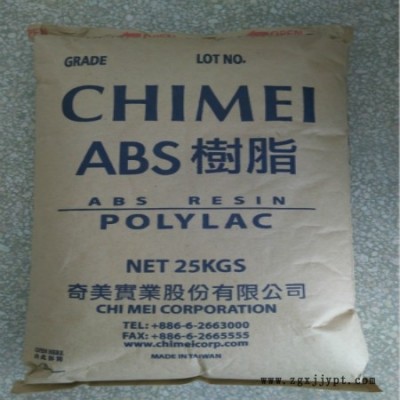 GRADE LOT NO.
CHIMEI
ABS 樹脂
ABS RESIN
POLYLAC
NET 25KGS
奇美實業股份有限公司
CHI MEI CORPORATION
TEL: +886-6-2663000
FAX: +886-6-2665555
www.chimeicorp.com
MADE IN TAIWAN
www.zgxjjypt.com